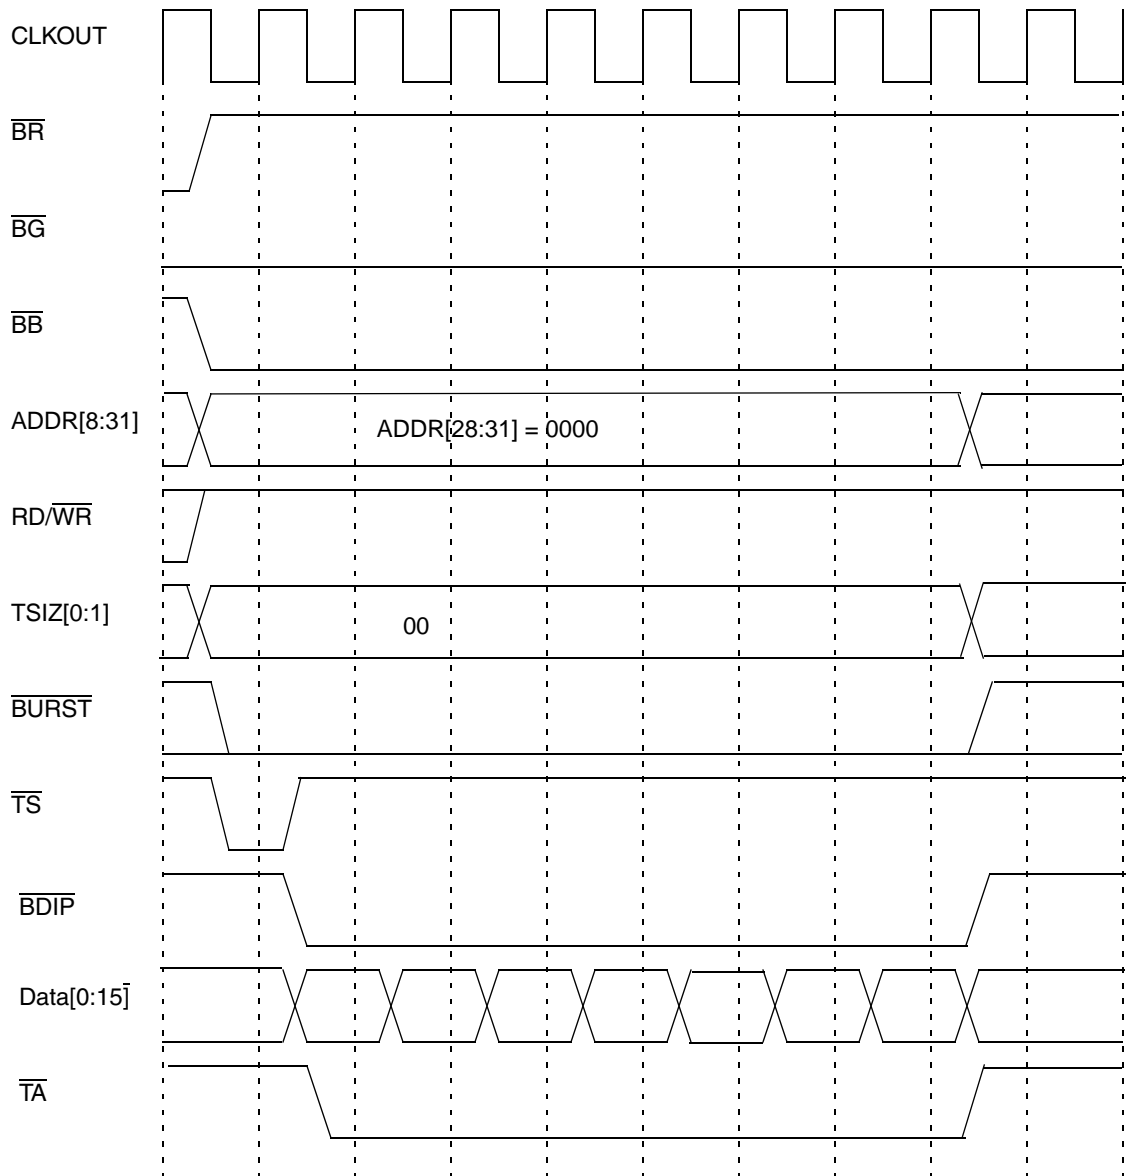 CLKOUT
BR
BG
BB
ADDR[8:31]
ADDR[28:31] = 0000
RD/WR
TSIZ[0:1]
00
BURST
TS
BDIP
Data[0:15]
TA